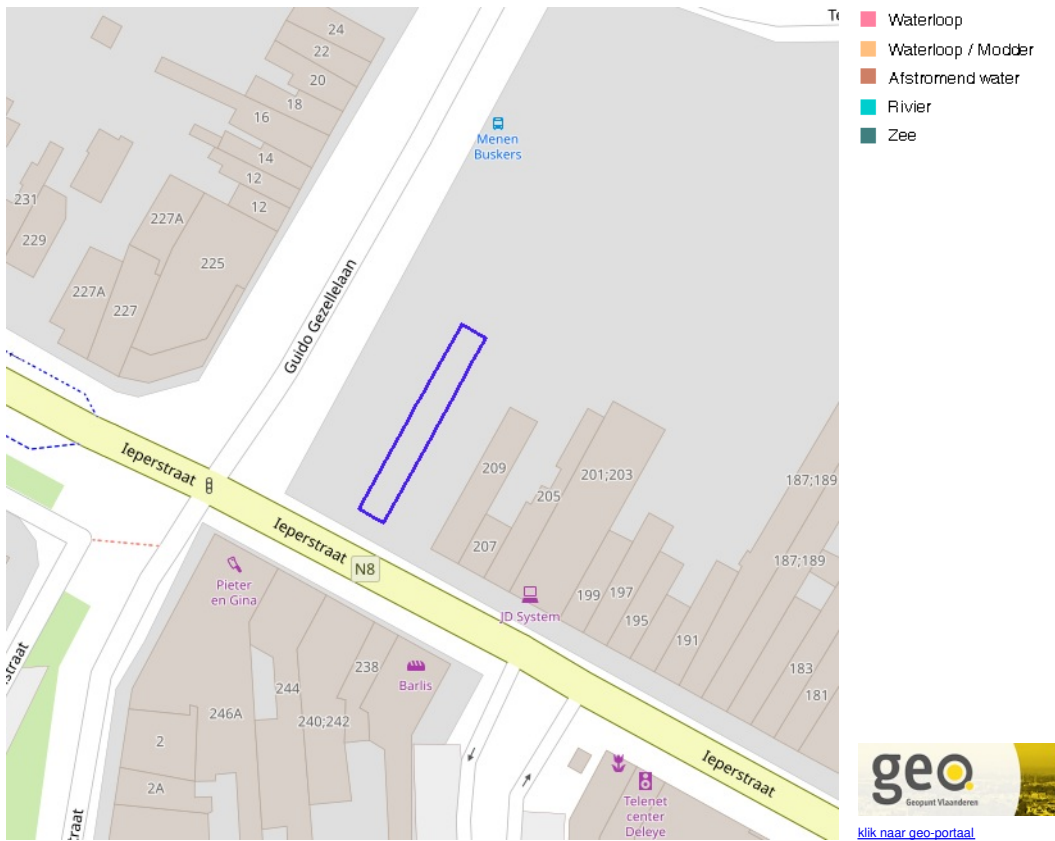 24
22
20
18
16
14
12
12
231
229
227A
225
227A
227
Menen
Buskers
Guido Gezellelaan
Ieperstraat
Ieperstraat
N8
209
207
205
201;203
199
197
195
191
187;189
187;189
183
181
JD System
Pieter
en Gina
238
Barlis
244
240;242
246A
2
2A
Ieperstraat
Telenet
center
Deleye
straat
Waterloop
Waterloop / Modder
Afstromend water
Rivier
Zee
geo
Geopunt Vlaanderen
klik naar geo-portaal